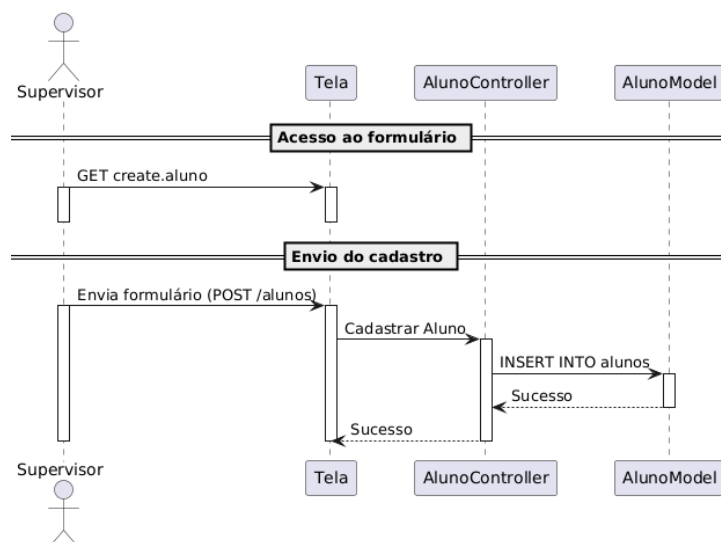 Supervisor
Tela
AlunoController
AlunoModel
Acesso ao formulário
GET create.aluno
Envio do cadastro
Envia formulário (POST /alunos)
Cadastrar Aluno
INSERT INTO alunos
Sucesso
Sucesso
Supervisor
Tela
AlunoController
AlunoModel